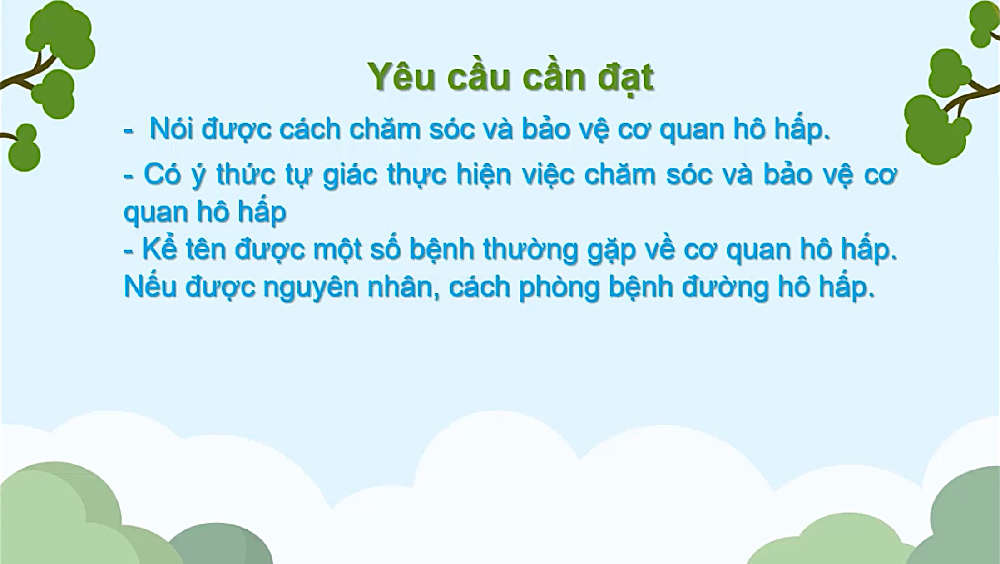 Yêu cầu cần đạt
- Nói được cách chăm sóc và bảo vệ cơ quan hô hấp.
- Có ý thức tự giác thực hiện việc chăm sóc và bảo vệ cơ
quan hô hấp
- Kể tên được một số bệnh thường gặp về cơ quan hô hấp.
Nếu được nguyên nhân, cách phòng bệnh đường hô hấp.